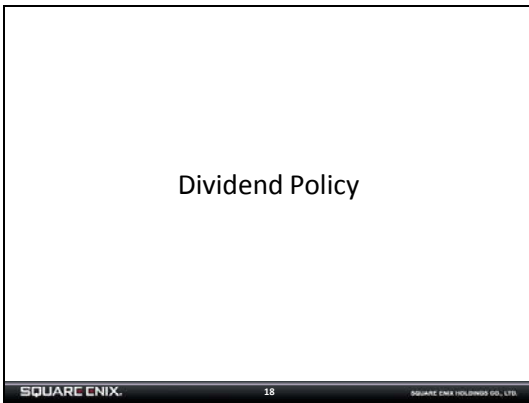 Dividend Policy
SQUARE ENIX. 18 SQUARE ENIX HOLDINGS CO., LTD.